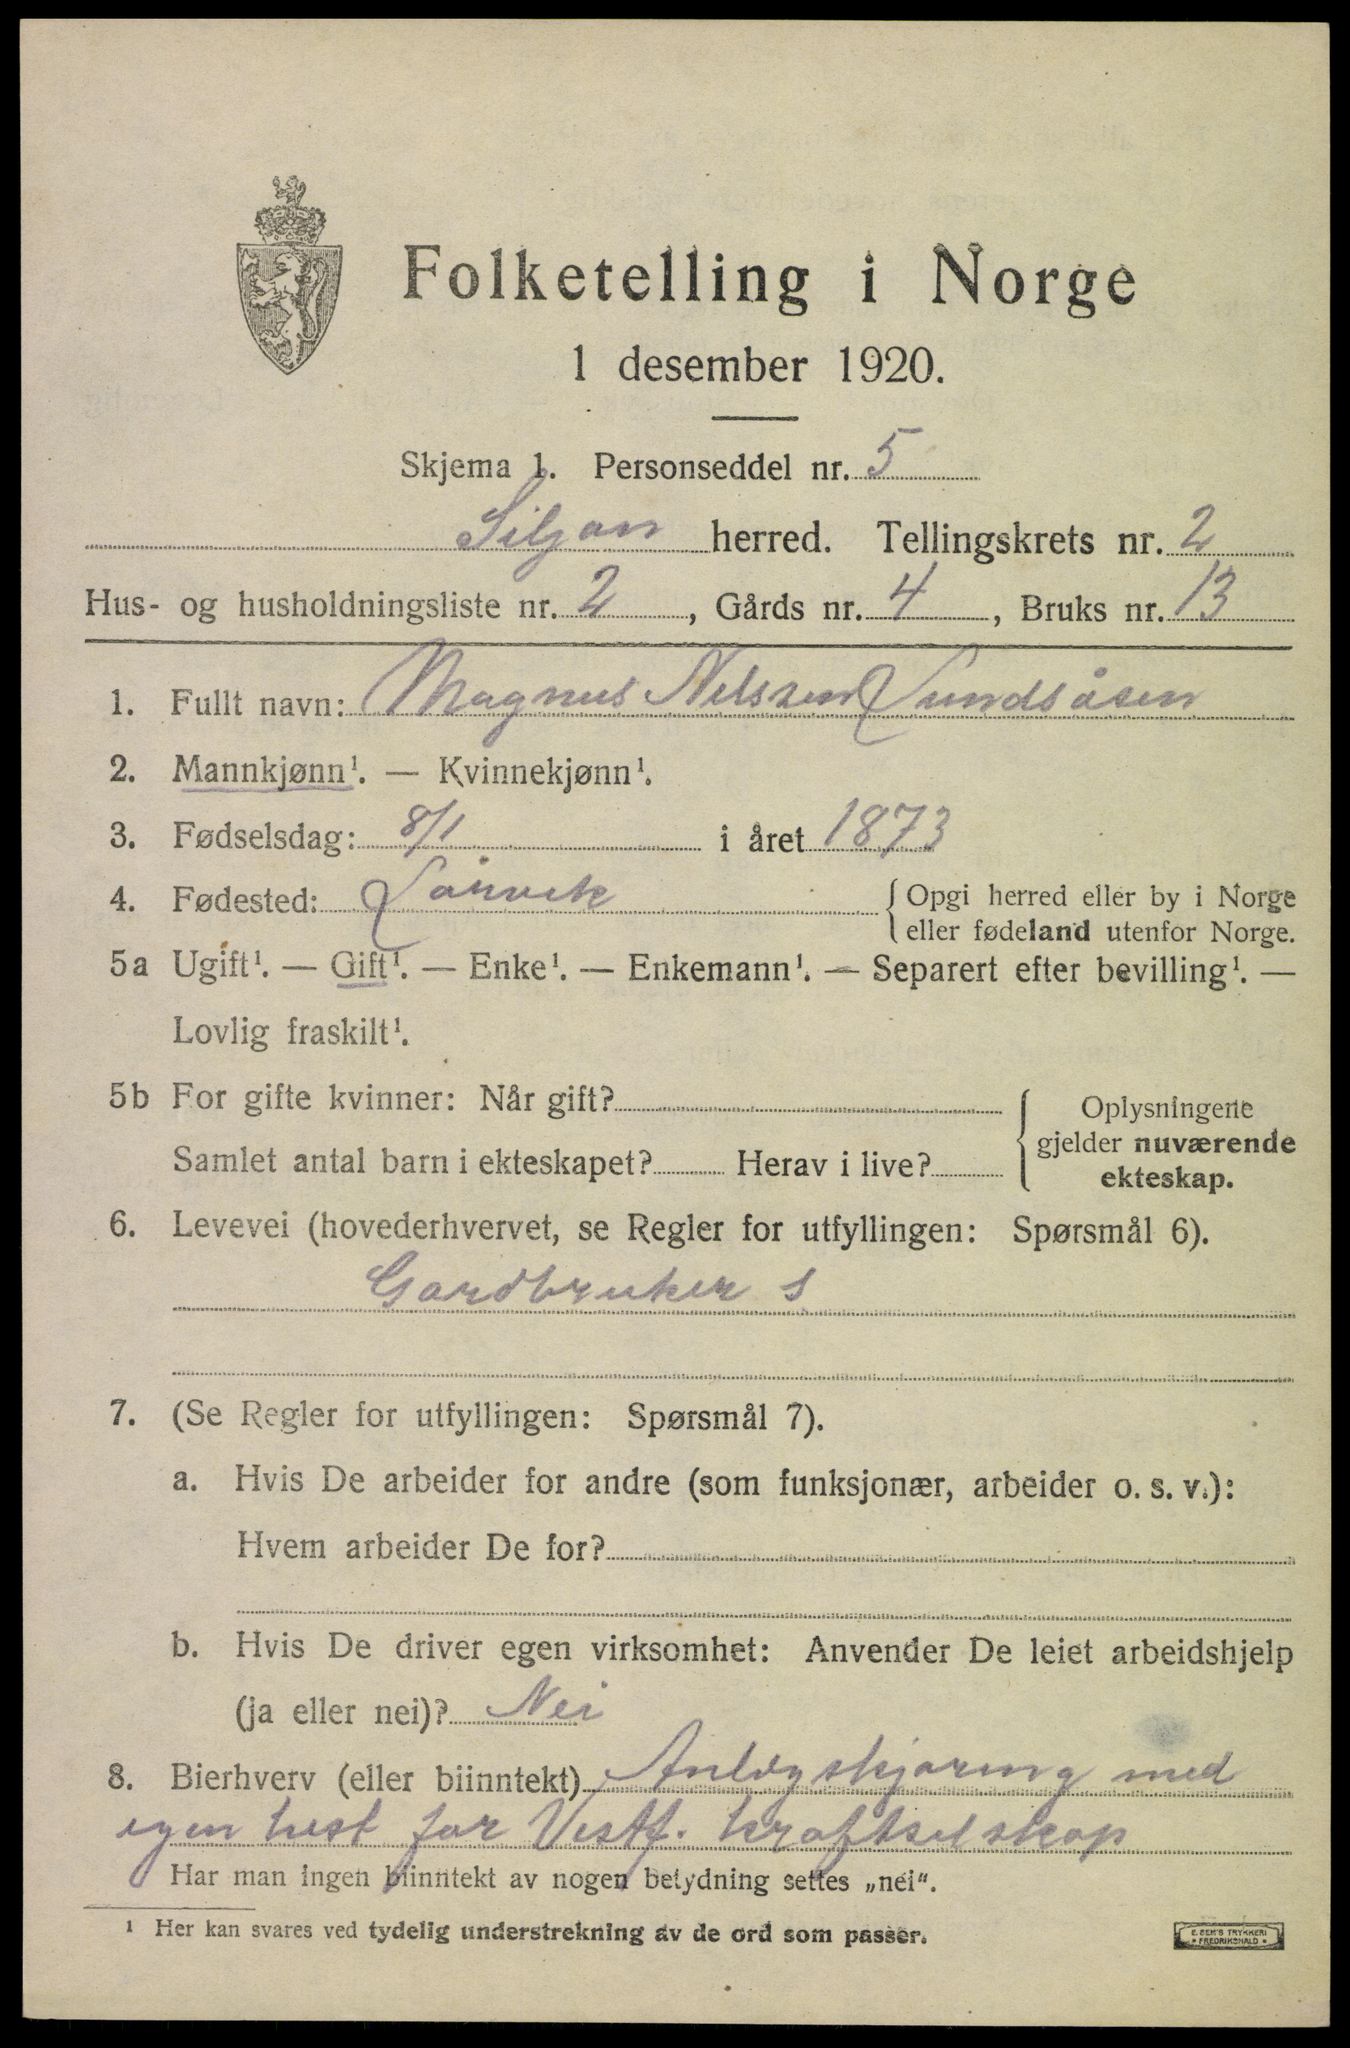 Folketelling i Norge
1 desember 1920.
Skjema 1. Personseddel nr. 5
Siljan herred. Tellingskrets nr. 2
Hus- og husholdningsliste nr. 2, Gårds nr. 4, Bruks nr. 13
1. Fullt navn: Magnus Nilssen Lundsåsen
2. Mannkjønn¹. — Kvinnekjønn¹.
3. Fødselsdag: 8/1 i året 1873
4. Fødested: Larvik { Opgi herred eller by i Norge
eller fødeland utenfor Norge.
5a Ugift¹. — Gift¹. — Enke¹. — Enkemann¹. — Separert efter bevilling¹. —
Lovlig fraskilt¹.
5b For gifte kvinner: Når gift? { Oplysningene
gjelder nuværende
Samlet antal barn i ekteskapet? Herav i live?
ekteskap.
6. Levevei (hovederhvervet, se Regler for utfyllingen: Spørsmål 6).
Gardbruker s
7. (Se Regler for utfyllingen: Spørsmål 7).
a. Hvis De arbeider for andre (som funksjonær, arbeider o. s. v.):
Hvem arbeider De for?
b. Hvis De driver egen virksomhet: Anvender De leiet arbeidshjelp
(ja eller nei)? Nei
8. Bierhverv (eller biinntekt) Anlægskjøring med
egen hest for Vestf. kraftselskap
Har man ingen biinntekt av nogen betydning settes „nei".
¹ Her kan svares ved tydelig understrekning av de ord som passer.
E. SEM'S TRYKKERI
FREDRIKSHALD